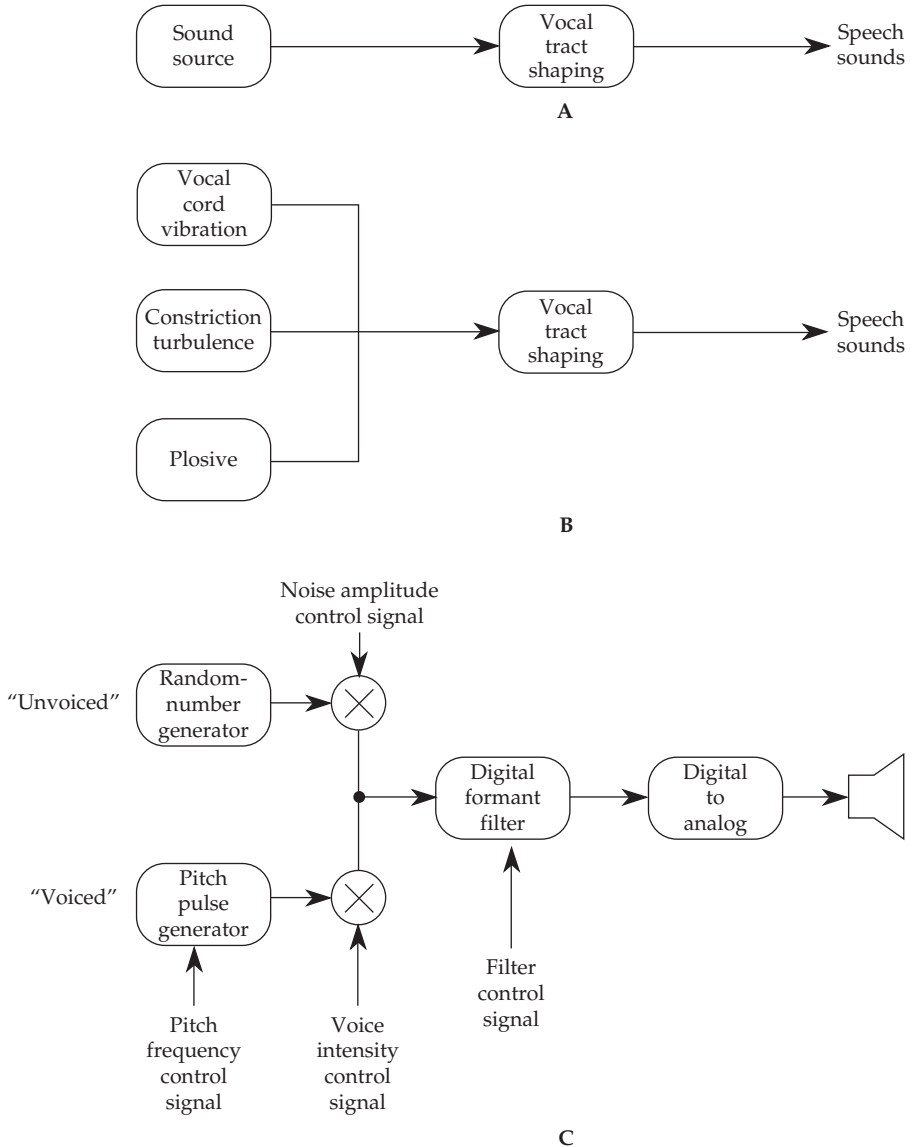 Sound
source
Vocal
tract
shaping
Speech
sounds
A
Vocal
cord
vibration
Constriction
turbulence
Vocal
tract
shaping
Speech
sounds
Plosive
B
Noise amplitude
control signal
“Unvoiced”
Random-
number
generator
Digital
formant
filter
Digital
to
analog
“Voiced”
Pitch
pulse
generator
Filter
control
signal
Pitch
frequency
control
signal
Voice
intensity
control
signal
C